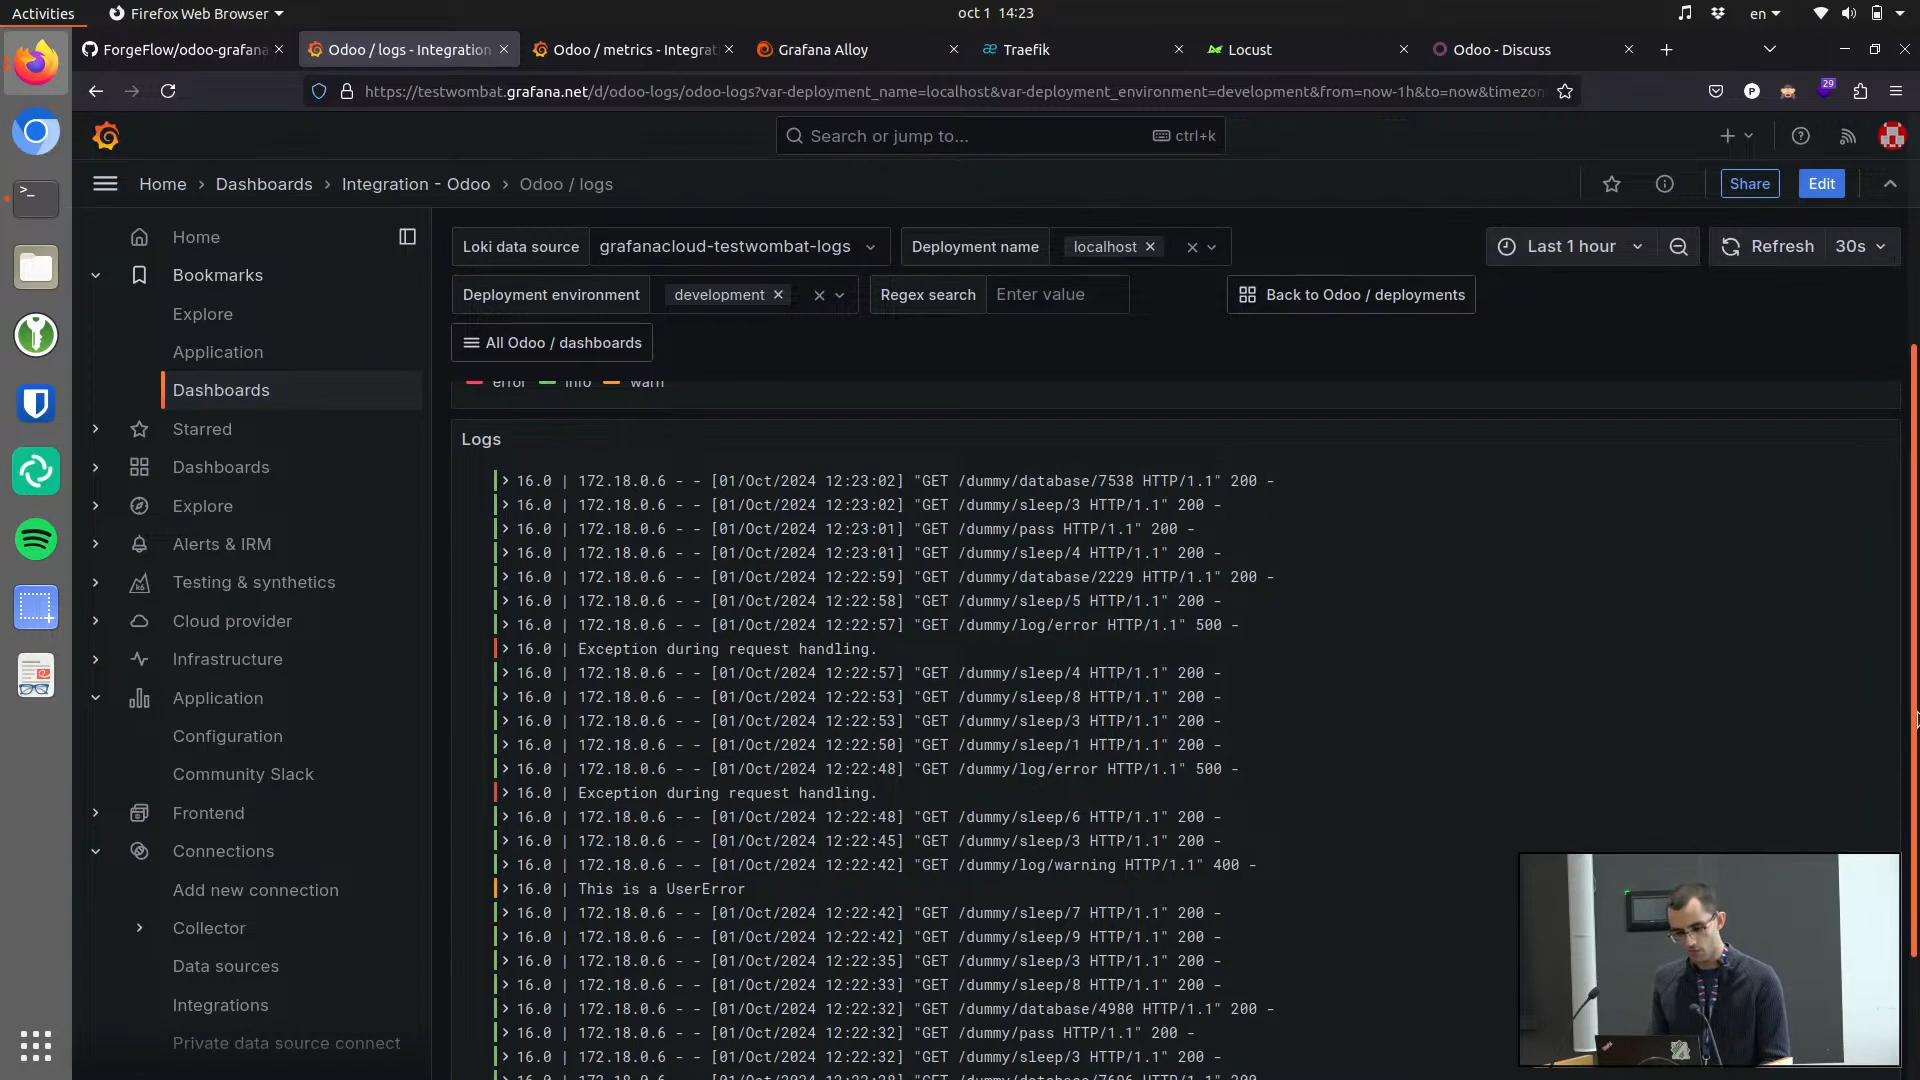 Activities
Firefox Web Browser
oct 1 14:23
en
ForgeFlow/odoo-grafana
Odoo / logs - Integration
Odoo / metrics - Integrat
Grafana Alloy
Traefik
Locust
Odoo - Discuss
https://testwombat.grafana.net/d/odoo-logs/odoo-logs?var-deployment_name=localhost&var-deployment_environment=development&from=now-1h&to=now&timezon
29
Search or jump to...
ctrl+k
Home › Dashboards › Integration - Odoo › Odoo / logs
Share
Edit
Home
Bookmarks
Explore
Application
Dashboards
Starred
Dashboards
Explore
Alerts & IRM
Testing & synthetics
Cloud provider
Infrastructure
Application
Configuration
Community Slack
Frontend
Connections
Add new connection
Collector
Data sources
Integrations
Private data source connect
Loki data source
grafanacloud-testwombat-logs
Deployment name
localhost
Last 1 hour
Refresh
30s
Deployment environment
development
Regex search
Enter value
Back to Odoo / deployments
All Odoo / dashboards
error info warn
Logs
16.0 | 172.18.0.6 - - [01/Oct/2024 12:23:02] "GET /dummy/database/7538 HTTP/1.1" 200 -
16.0 | 172.18.0.6 - - [01/Oct/2024 12:23:02] "GET /dummy/sleep/3 HTTP/1.1" 200 -
16.0 | 172.18.0.6 - - [01/Oct/2024 12:23:01] "GET /dummy/pass HTTP/1.1" 200 -
16.0 | 172.18.0.6 - - [01/Oct/2024 12:23:01] "GET /dummy/sleep/4 HTTP/1.1" 200 -
16.0 | 172.18.0.6 - - [01/Oct/2024 12:22:59] "GET /dummy/database/2229 HTTP/1.1" 200 -
16.0 | 172.18.0.6 - - [01/Oct/2024 12:22:58] "GET /dummy/sleep/5 HTTP/1.1" 200 -
16.0 | 172.18.0.6 - - [01/Oct/2024 12:22:57] "GET /dummy/log/error HTTP/1.1" 500 -
16.0 | Exception during request handling.
16.0 | 172.18.0.6 - - [01/Oct/2024 12:22:57] "GET /dummy/sleep/4 HTTP/1.1" 200 -
16.0 | 172.18.0.6 - - [01/Oct/2024 12:22:53] "GET /dummy/sleep/8 HTTP/1.1" 200 -
16.0 | 172.18.0.6 - - [01/Oct/2024 12:22:53] "GET /dummy/sleep/3 HTTP/1.1" 200 -
16.0 | 172.18.0.6 - - [01/Oct/2024 12:22:50] "GET /dummy/sleep/1 HTTP/1.1" 200 -
16.0 | 172.18.0.6 - - [01/Oct/2024 12:22:48] "GET /dummy/log/error HTTP/1.1" 500 -
16.0 | Exception during request handling.
16.0 | 172.18.0.6 - - [01/Oct/2024 12:22:48] "GET /dummy/sleep/6 HTTP/1.1" 200 -
16.0 | 172.18.0.6 - - [01/Oct/2024 12:22:45] "GET /dummy/sleep/3 HTTP/1.1" 200 -
16.0 | 172.18.0.6 - - [01/Oct/2024 12:22:42] "GET /dummy/log/warning HTTP/1.1" 400 -
16.0 | This is a UserError
16.0 | 172.18.0.6 - - [01/Oct/2024 12:22:42] "GET /dummy/sleep/7 HTTP/1.1" 200 -
16.0 | 172.18.0.6 - - [01/Oct/2024 12:22:42] "GET /dummy/sleep/9 HTTP/1.1" 200 -
16.0 | 172.18.0.6 - - [01/Oct/2024 12:22:35] "GET /dummy/sleep/3 HTTP/1.1" 200 -
16.0 | 172.18.0.6 - - [01/Oct/2024 12:22:33] "GET /dummy/sleep/8 HTTP/1.1" 200 -
16.0 | 172.18.0.6 - - [01/Oct/2024 12:22:32] "GET /dummy/database/4980 HTTP/1.1" 200 -
16.0 | 172.18.0.6 - - [01/Oct/2024 12:22:32] "GET /dummy/pass HTTP/1.1" 200 -
16.0 | 172.18.0.6 - - [01/Oct/2024 12:22:32] "GET /dummy/sleep/3 HTTP/1.1" 200 -